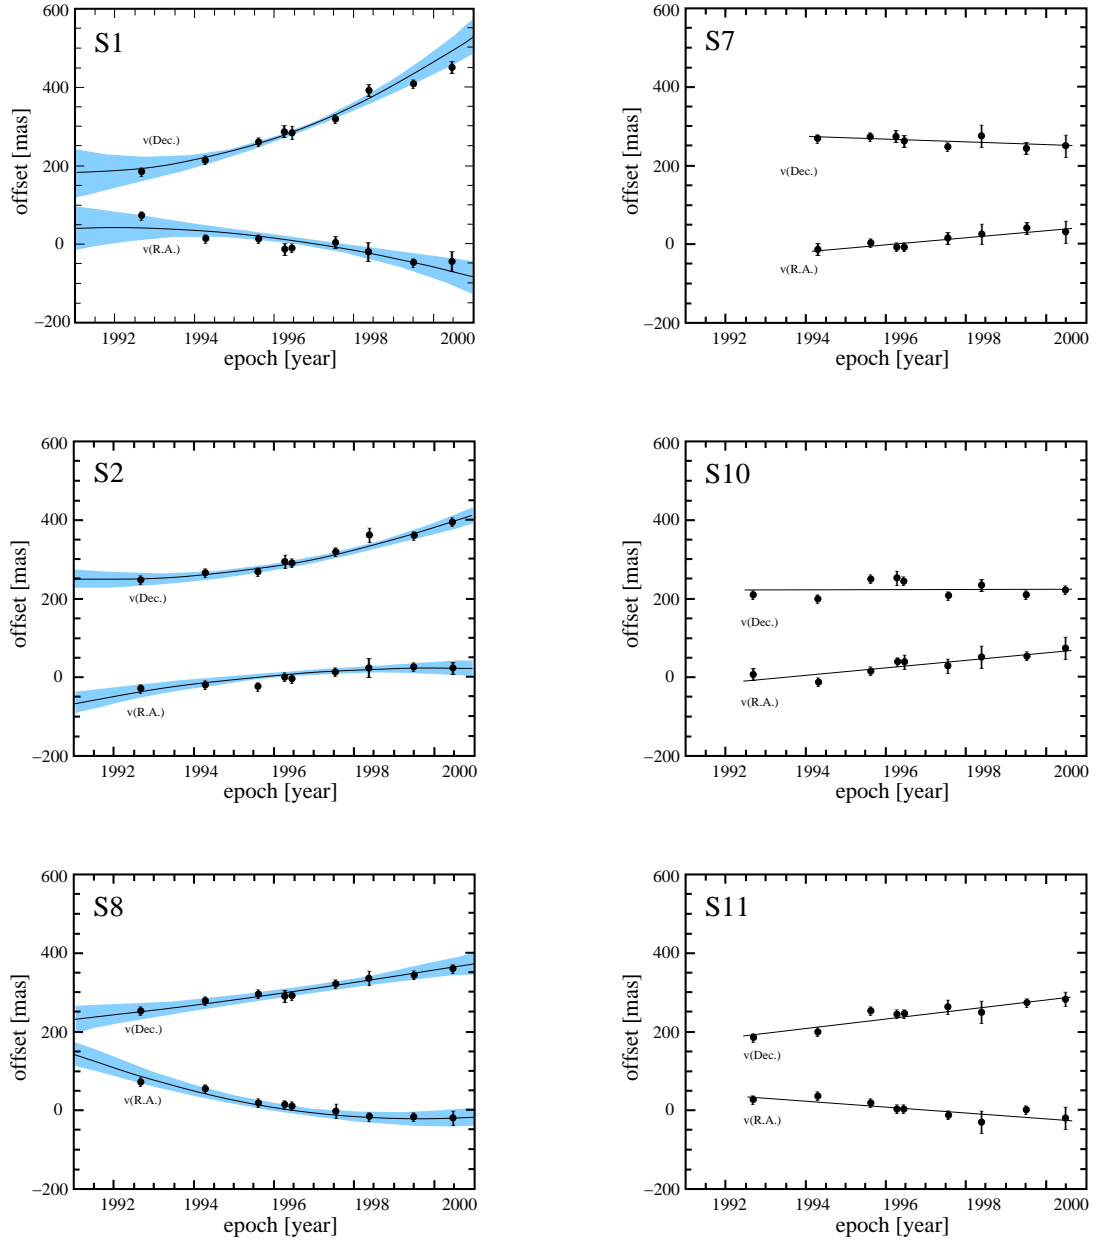 S1
600
400
200
0
−200
offset [mas]
v(Dec.)
v(R.A.)
1992 1994 1996 1998 2000
epoch [year]
S7
600
400
200
0
−200
offset [mas]
v(Dec.)
v(R.A.)
1992 1994 1996 1998 2000
epoch [year]
S2
600
400
200
0
−200
offset [mas]
v(Dec.)
v(R.A.)
1992 1994 1996 1998 2000
epoch [year]
S10
600
400
200
0
−200
offset [mas]
v(Dec.)
v(R.A.)
1992 1994 1996 1998 2000
epoch [year]
S8
600
400
200
0
−200
offset [mas]
v(Dec.)
v(R.A.)
1992 1994 1996 1998 2000
epoch [year]
S11
600
400
200
0
−200
offset [mas]
v(Dec.)
v(R.A.)
1992 1994 1996 1998 2000
epoch [year]